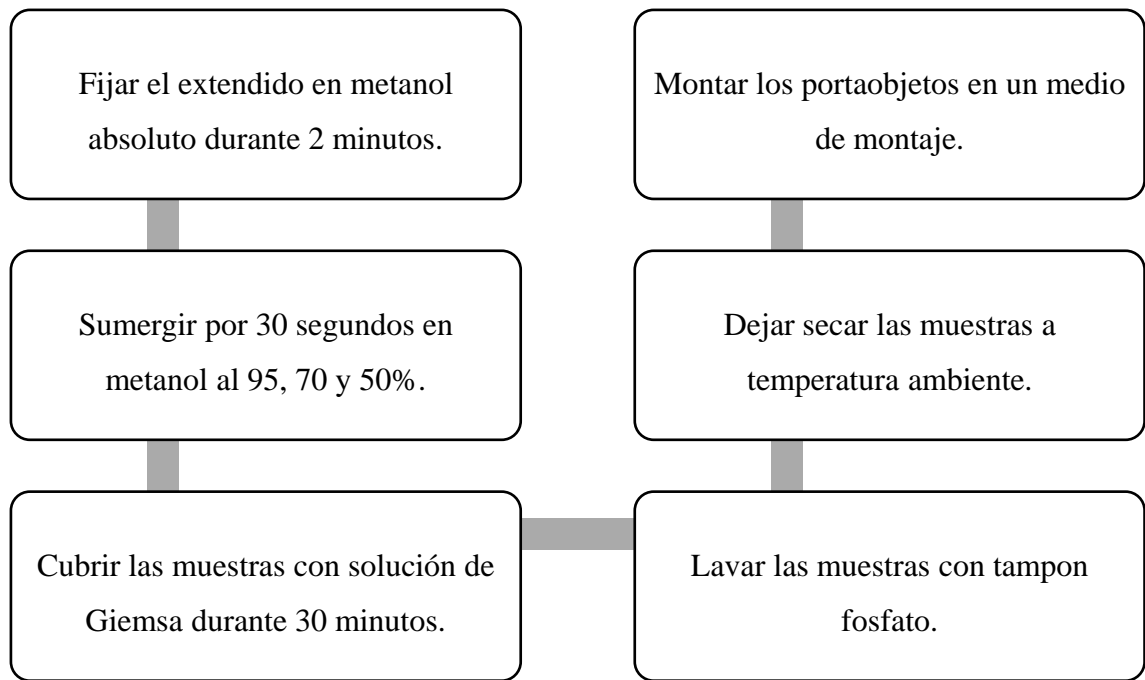 Fijar el extendido en metanol
absoluto durante 2 minutos.
Sumergir por 30 segundos en
metanol al 95, 70 y 50%.
Cubrir las muestras con solución de
Giemsa durante 30 minutos.
Lavar las muestras con tampon
fosfato.
Dejar secar las muestras a
temperatura ambiente.
Montar los portaobjetos en un medio
de montaje.